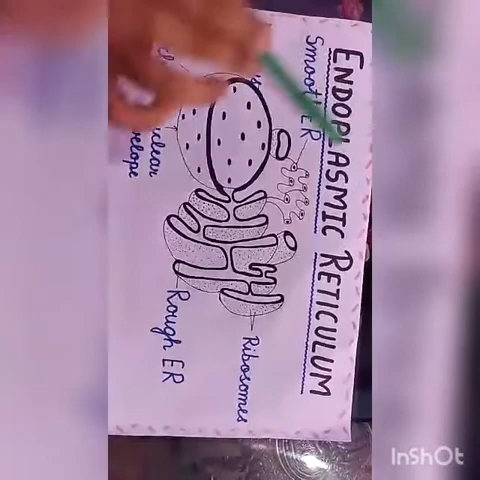 ENDOPLASMIC RETICULUM
Smooth ER
Ribosomes
Rough ER
InShOt